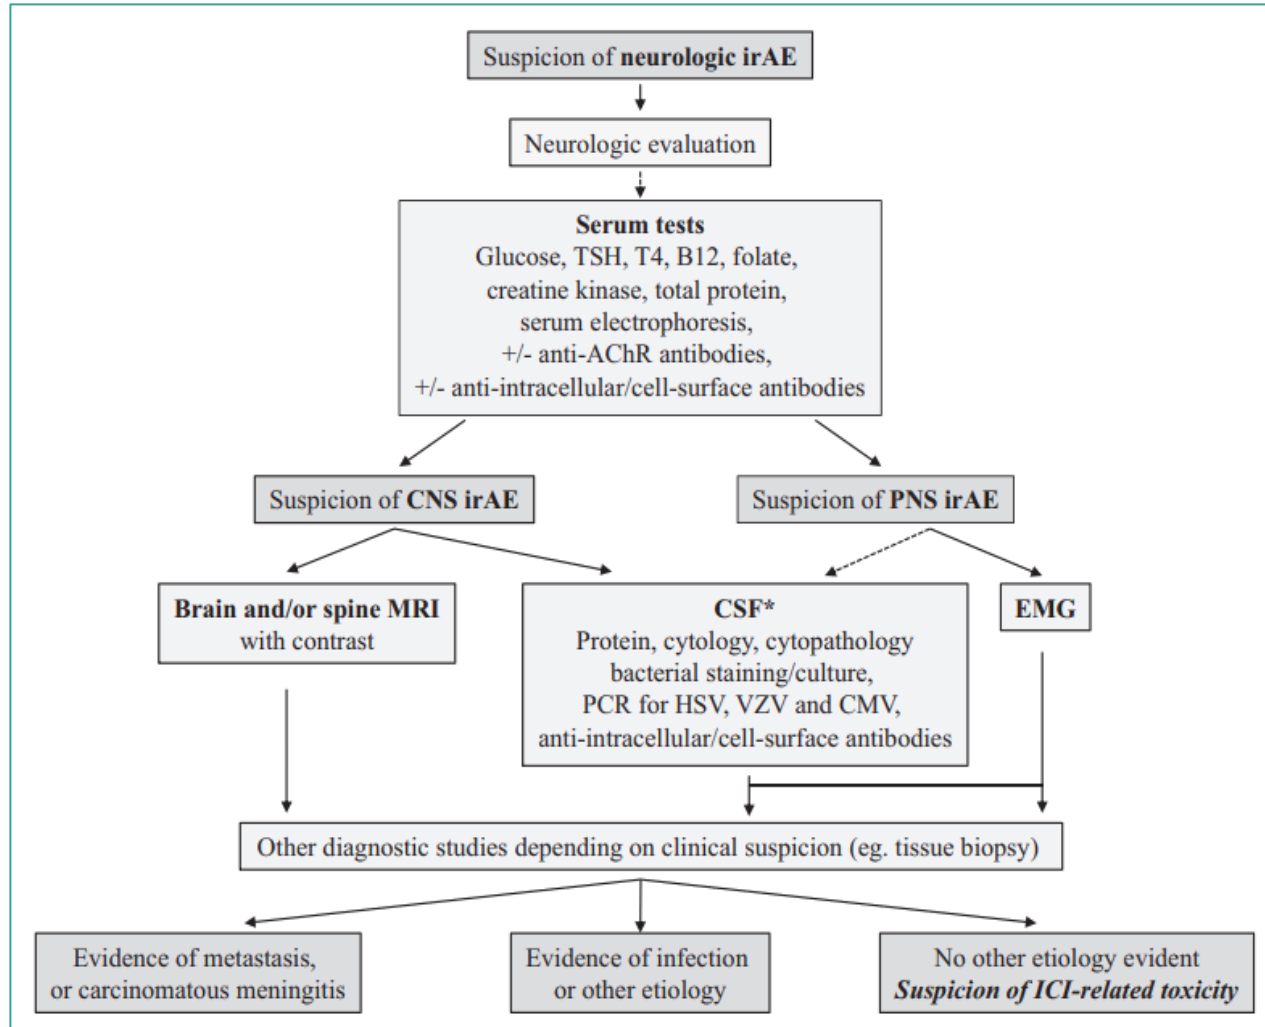 Suspicion of neurologic irAE
Neurologic evaluation
Serum tests
Glucose, TSH, T4, B12, folate,
creatine kinase, total protein,
serum electrophoresis,
+/- anti-AChR antibodies,
+/- anti-intracellular/cell-surface antibodies
Suspicion of CNS irAE
Suspicion of PNS irAE
Brain and/or spine MRI
with contrast
CSF*
Protein, cytology, cytopathology
bacterial staining/culture,
PCR for HSV, VZV and CMV,
anti-intracellular/cell-surface antibodies
EMG
Other diagnostic studies depending on clinical suspicion (eg. tissue biopsy)
Evidence of metastasis,
or carcinomatous meningitis
Evidence of infection
or other etiology
No other etiology evident
Suspicion of ICI-related toxicity